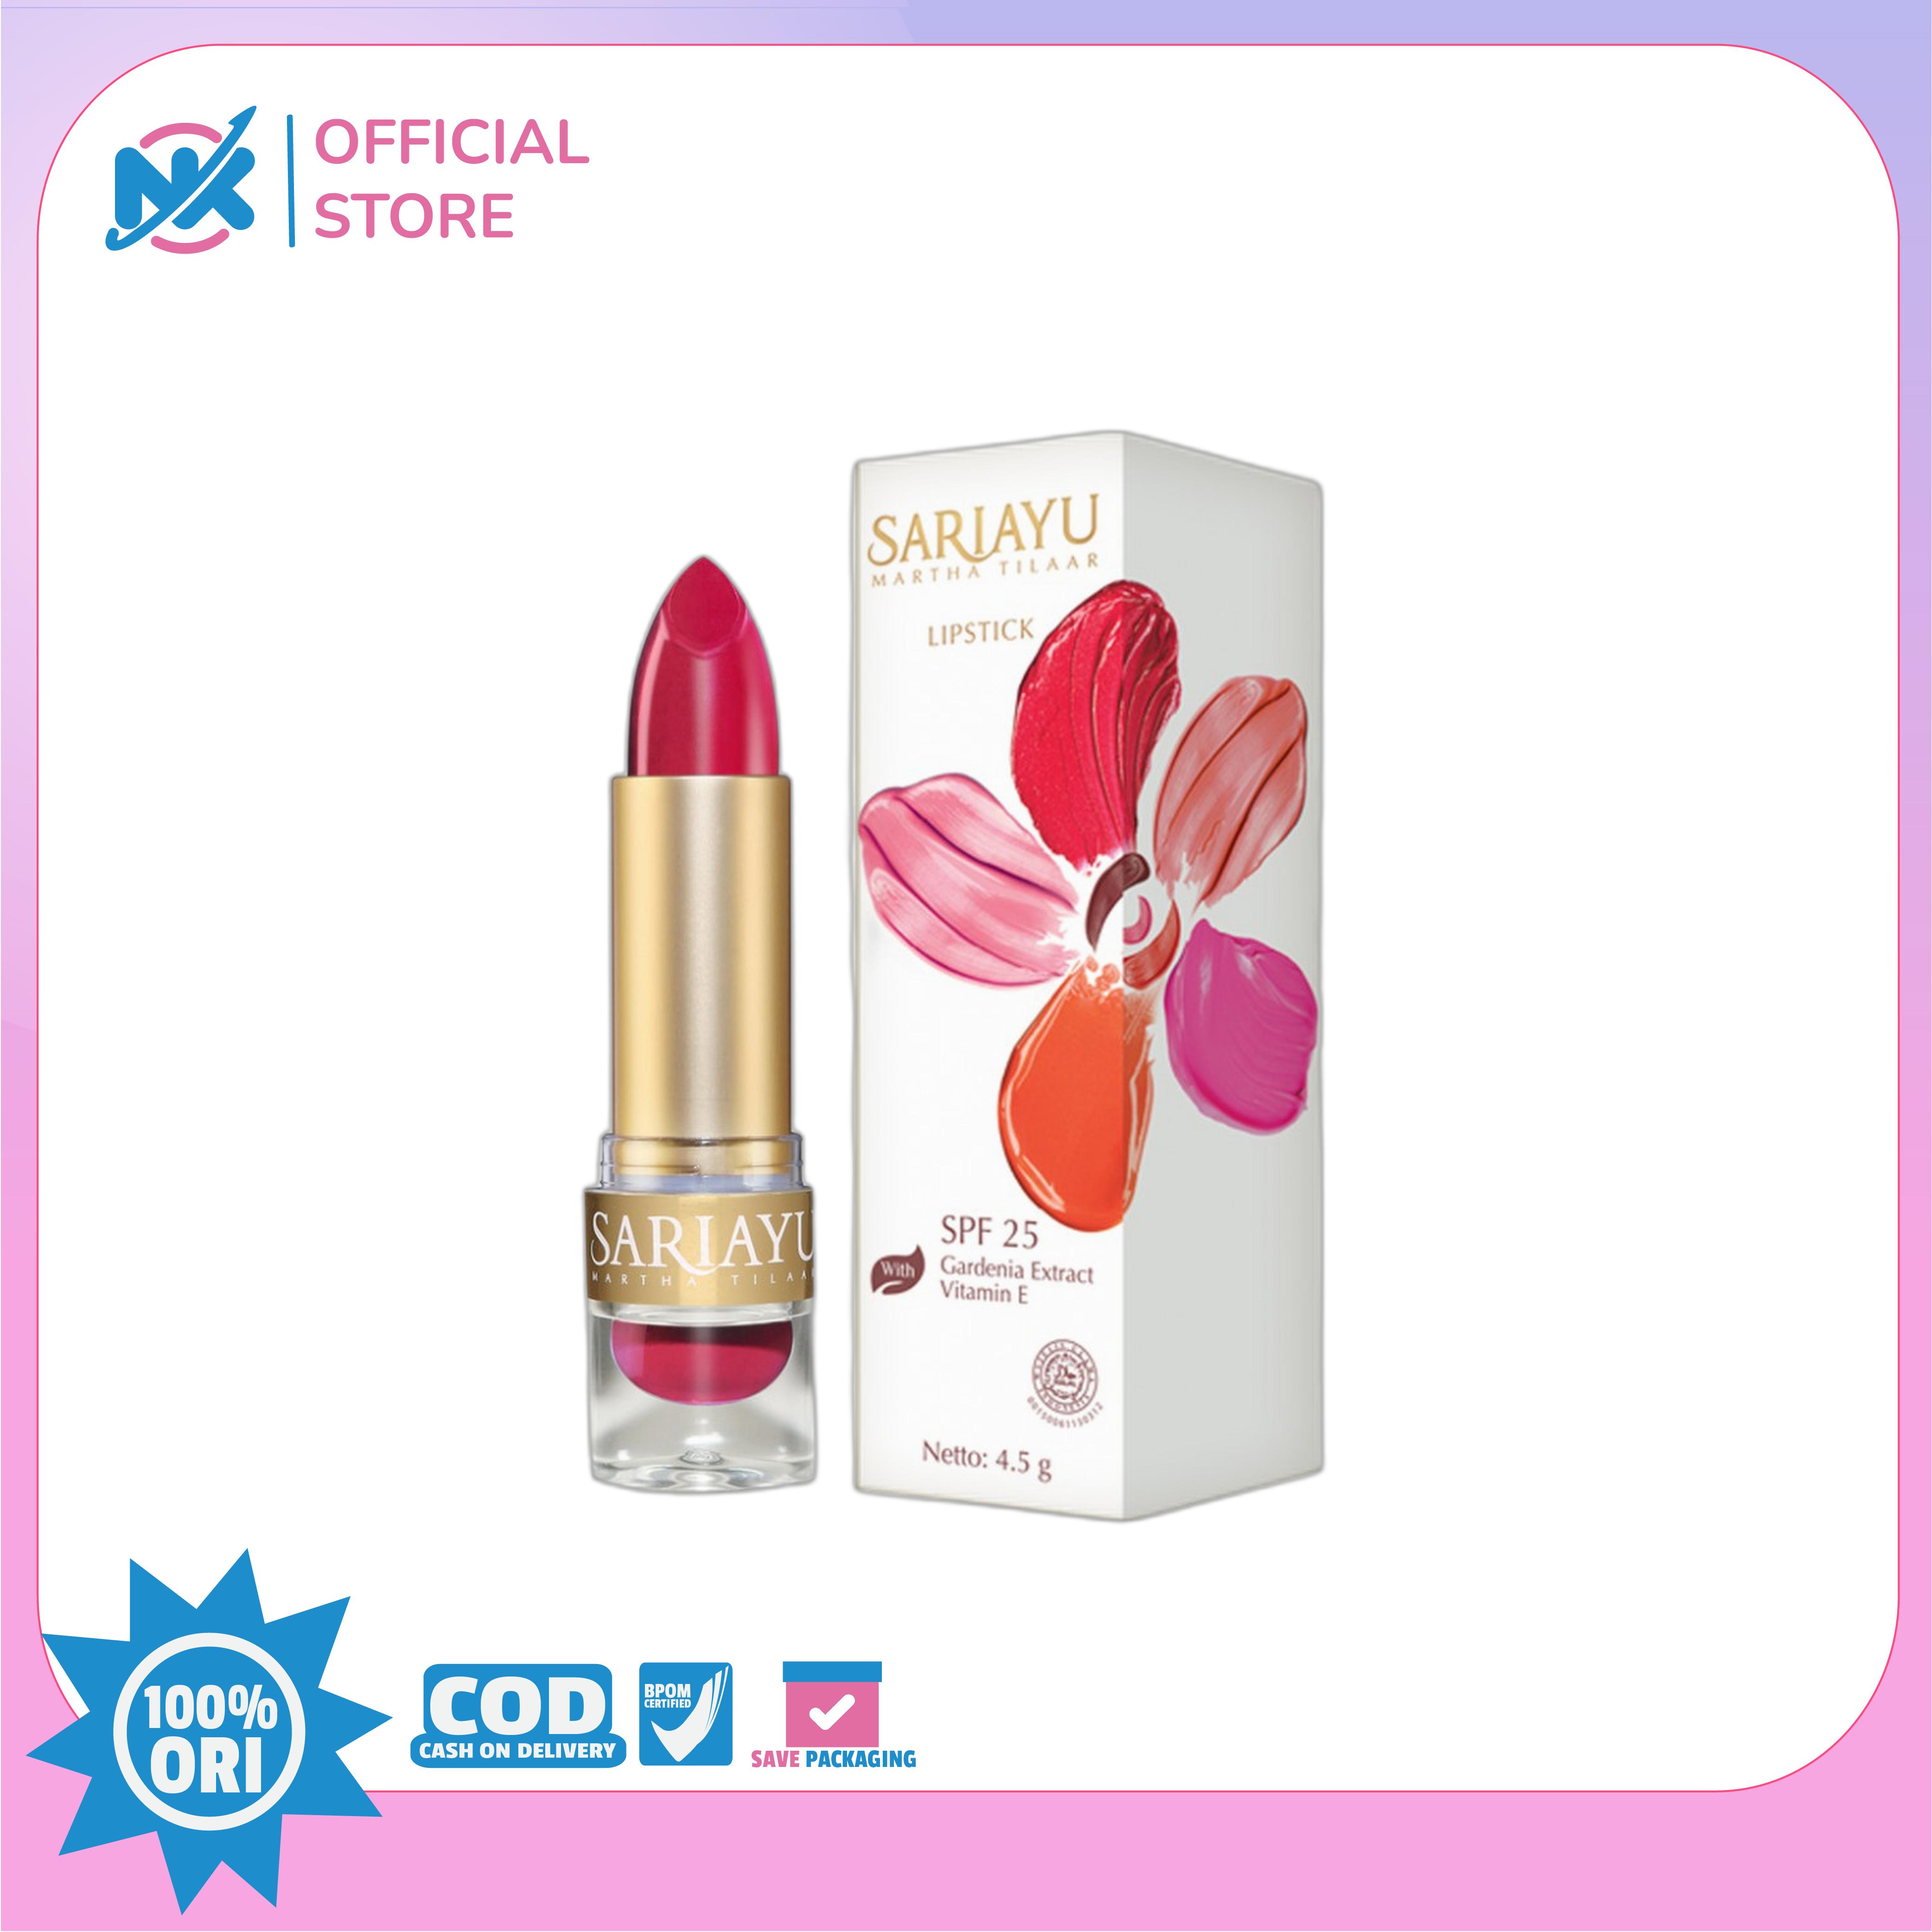 NK
OFFICIAL
STORE
SARIAYU
MARTHA TILAAR
LIPSTICK
SPF 25
With
Gardenia Extract
Vitamin E
Netto: 4.5 g
SARIAYU
MARTHA TILAAR
100%
ORI
COD
CASH ON DELIVERY
BPOM
CERTIFIED
SAVE PACKAGING